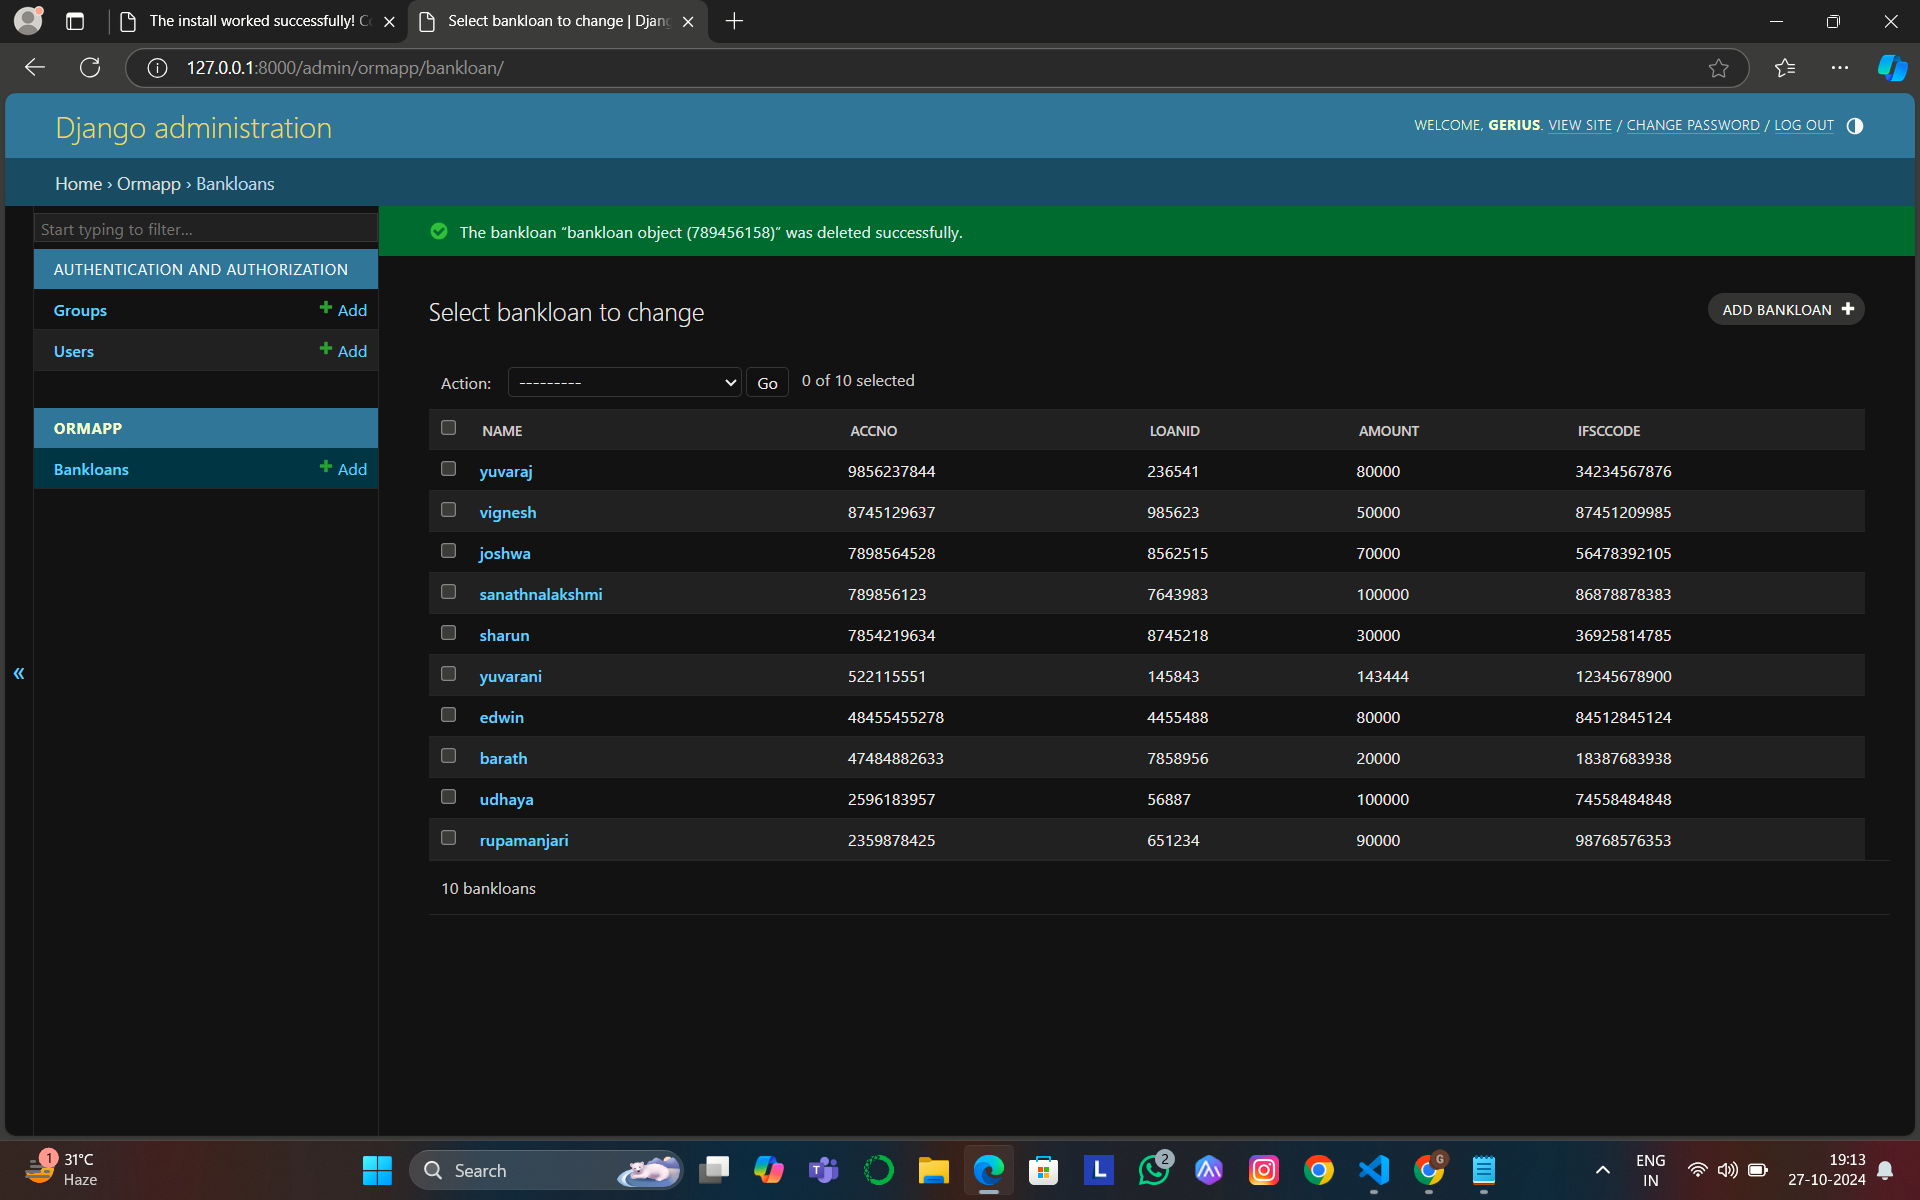 The install worked successfully! C
Select bankloan to change | Djang
127.0.0.1:8000/admin/ormapp/bankloan/
Django administration
WELCOME, GERIUS. VIEW SITE / CHANGE PASSWORD / LOG OUT
Home › Ormapp › Bankloans
Start typing to filter...
The bankloan “bankloan object (789456158)” was deleted successfully.
AUTHENTICATION AND AUTHORIZATION
Groups Add
Users Add
ORMAPP
Bankloans Add
«
Select bankloan to change
ADD BANKLOAN
Action: --------- Go 0 of 10 selected
NAME ACCNO LOANID AMOUNT IFSCCODE
yuvaraj 9856237844 236541 80000 34234567876
vignesh 8745129637 985623 50000 87451209985
joshwa 7898564528 8562515 70000 56478392105
sanathnalakshmi 789856123 7643983 100000 86878878383
sharun 7854219634 8745218 30000 36925814785
yuvarani 522115551 145843 143444 12345678900
edwin 48455455278 4455488 80000 84512845124
barath 47484882633 7858956 20000 18387683938
udhaya 2596183957 56887 100000 74558484848
rupamanjari 2359878425 651234 90000 98768576353
10 bankloans
1
31°C
Haze
Search
T
L
2
G
ENG
IN
19:13
27-10-2024